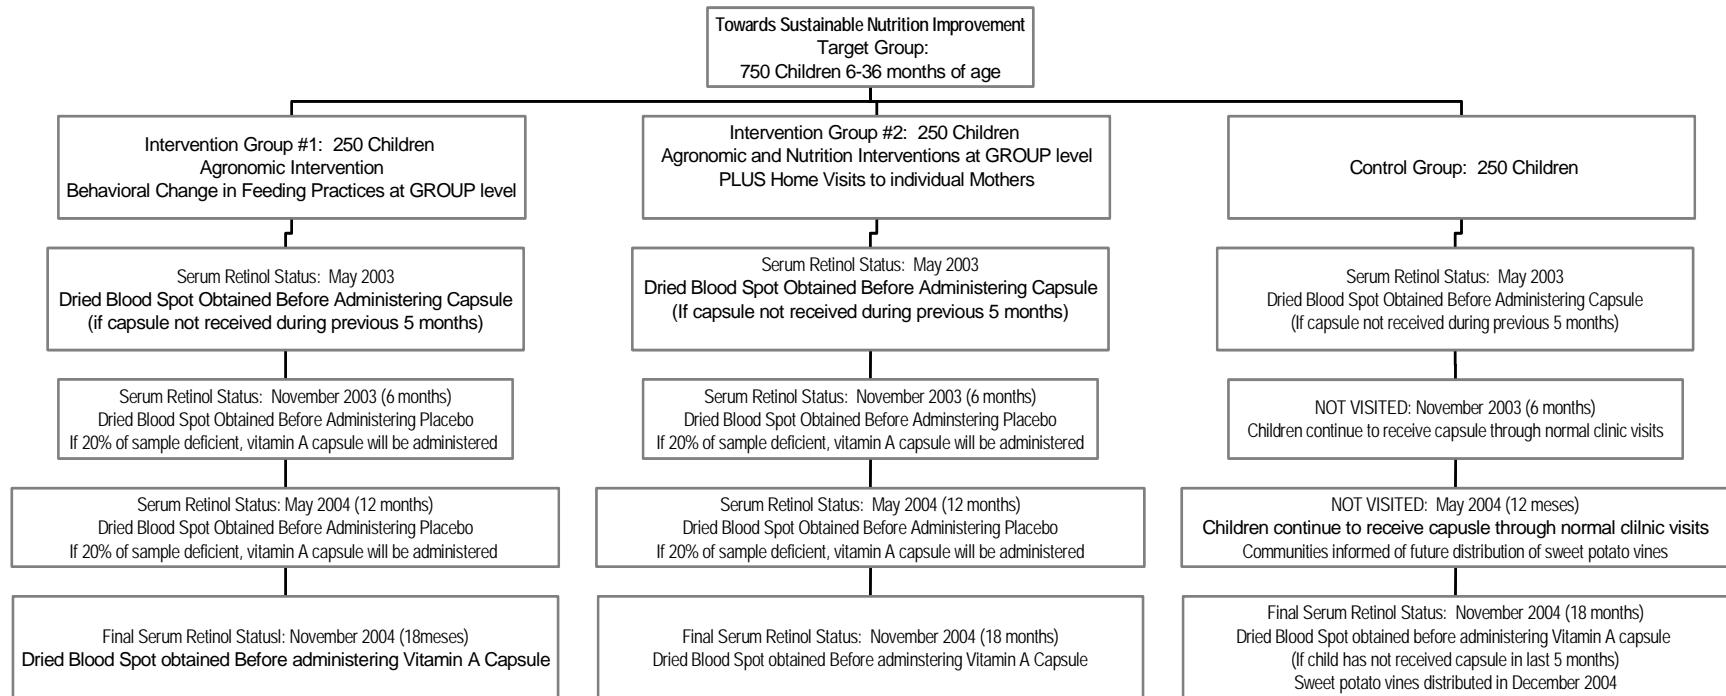 Towards Sustainable Nutrition Improvement
Target Group:
750 Children 6-36 months of age
Intervention Group #1: 250 Children
Agronomic Intervention
Behavioral Change in Feeding Practices at GROUP level
Intervention Group #2: 250 Children
Agronomic and Nutrition Interventions at GROUP level
PLUS Home Visits to individual Mothers
Control Group: 250 Children
Serum Retinol Status: May 2003
Dried Blood Spot Obtained Before Administering Capsule
(if capsule not received during previous 5 months)
Serum Retinol Status: May 2003
Dried Blood Spot Obtained Before Administering Capsule
(If capsule not received during previous 5 months)
Serum Retinol Status: May 2003
Dried Blood Spot Obtained Before Administering Capsule
(If capsule not received during previous 5 months)
Serum Retinol Status: November 2003 (6 months)
Dried Blood Spot Obtained Before Administering Placebo
If 20% of sample deficient, vitamin A capsule will be administered
Serum Retinol Status: November 2003 (6 months)
Dried Blood Spot Obtained Before Adminstering Placebo
If 20% of sample deficient, vitamin A capsule will be administered
NOT VISITED: November 2003 (6 months)
Children continue to receive capsule through normal clinic visits
Serum Retinol Status: May 2004 (12 months)
Dried Blood Spot Obtained Before Administering Placebo
If 20% of sample deficient, vitamin A capsule will be administered
Serum Retinol Status: May 2004 (12 months)
Dried Blood Spot Obtained Before Administering Placebo
If 20% of sample deficient, vitamin A capsule will be administered
NOT VISITED: May 2004 (12 meses)
Children continue to receive capusle through normal clilnic visits
Communities informed of future distribution of sweet potato vines
Final Serum Retinol Statusl: November 2004 (18meses)
Dried Blood Spot obtained Before administering Vitamin A Capsule
Final Serum Retinol Status: November 2004 (18 months)
Dried Blood Spot obtained Before adminstering Vitamin A Capsule
Final Serum Retinol Status: November 2004 (18 months)
Dried Blood Spot obtained before administering Vitamin A capsule
(If child has not received capsule in last 5 months)
Sweet potato vines distributed in December 2004